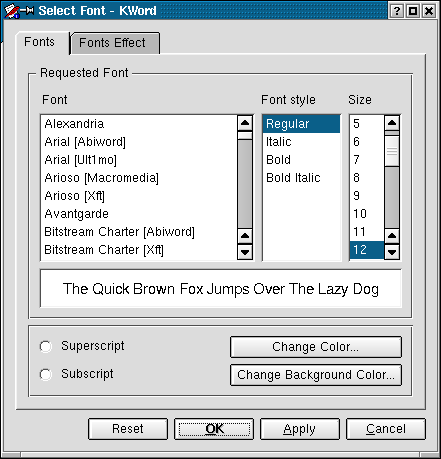 Select Font - KWord
Fonts Fonts Effect
Requested Font
Font Font style Size
Alexandria Regular 5
Arial [Abiword] Italic 6
Arial [Ult1mo] Bold 7
Arioso [Macromedia] Bold Italic 8
Arioso [Xft] 9
Avantgarde 10
Bitstream Charter [Abiword] 11
Bitstream Charter [Xft] 12
The Quick Brown Fox Jumps Over The Lazy Dog
Superscript Change Color...
Subscript Change Background Color...
Reset OK Apply Cancel